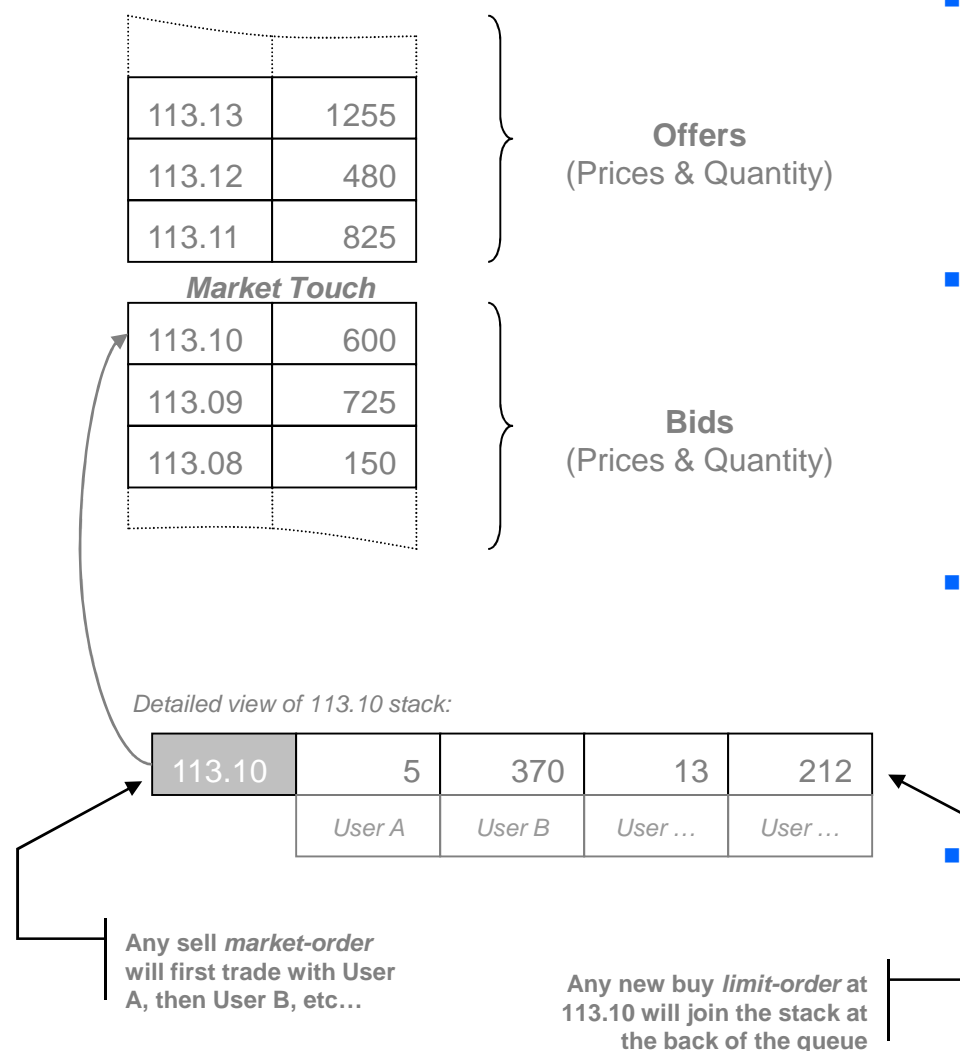 113.13 1255
113.12 480
113.11 825
Offers
(Prices & Quantity)
Market Touch
113.10 600
113.09 725
113.08 150
Bids
(Prices & Quantity)
Detailed view of 113.10 stack:
113.10 5 370 13 212
User A User B User … User …
Any sell market-order
will first trade with User
A, then User B, etc…
Any new buy limit-order at
113.10 will join the stack at
the back of the queue